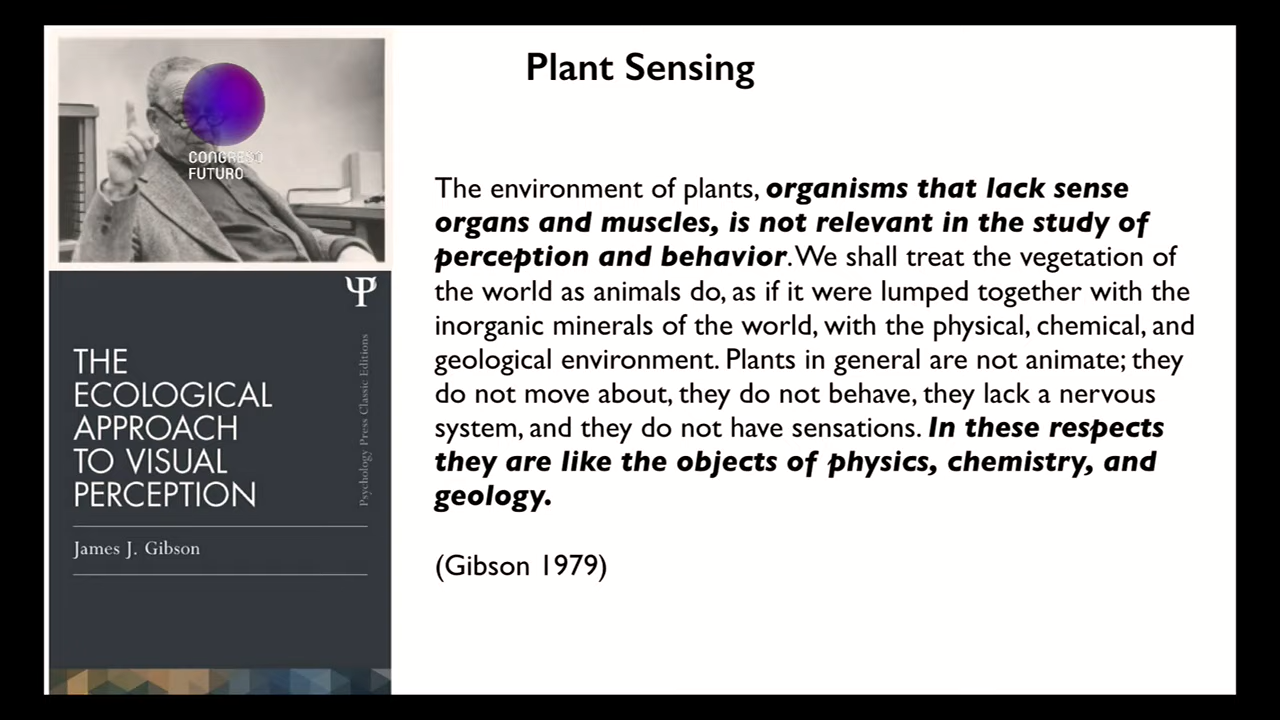 Plant Sensing
CONGRESO
FUTURO
The environment of plants, organisms that lack sense
organs and muscles, is not relevant in the study of
perception and behavior. We shall treat the vegetation of
the world as animals do, as if it were lumped together with the
inorganic minerals of the world, with the physical, chemical, and
geological environment. Plants in general are not animate; they
do not move about, they do not behave, they lack a nervous
system, and they do not have sensations. In these respects
they are like the objects of physics, chemistry, and
geology.
(Gibson 1979)
Ψ
THE
ECOLOGICAL
APPROACH
TO VISUAL
PERCEPTION
James J. Gibson
Psychology Press Classic Editions